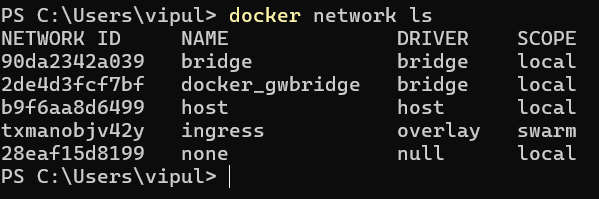 PS C:\Users\vipul> docker network ls
NETWORK ID     NAME              DRIVER    SCOPE
90da2342a039   bridge            bridge    local
2de4d3fcf7bf   docker_gwbridge   bridge    local
b9f6aa8d6499   host              host      local
txmanobjv42y   ingress           overlay   swarm
28eaf15d8199   none              null      local
PS C:\Users\vipul>